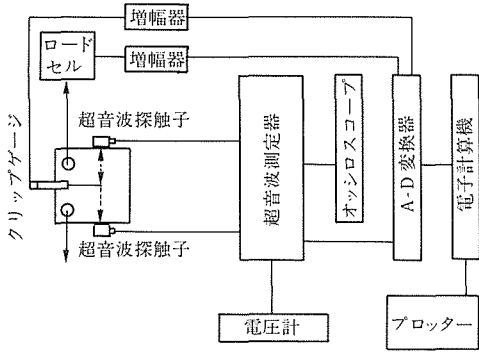 増幅器
ロード
セル
増幅器
超音波探触子
クリップゲージ
超音波探触子
超音波測定器
オッシロスコープ
A-D変換器
電子計算機
電圧計
プロッター